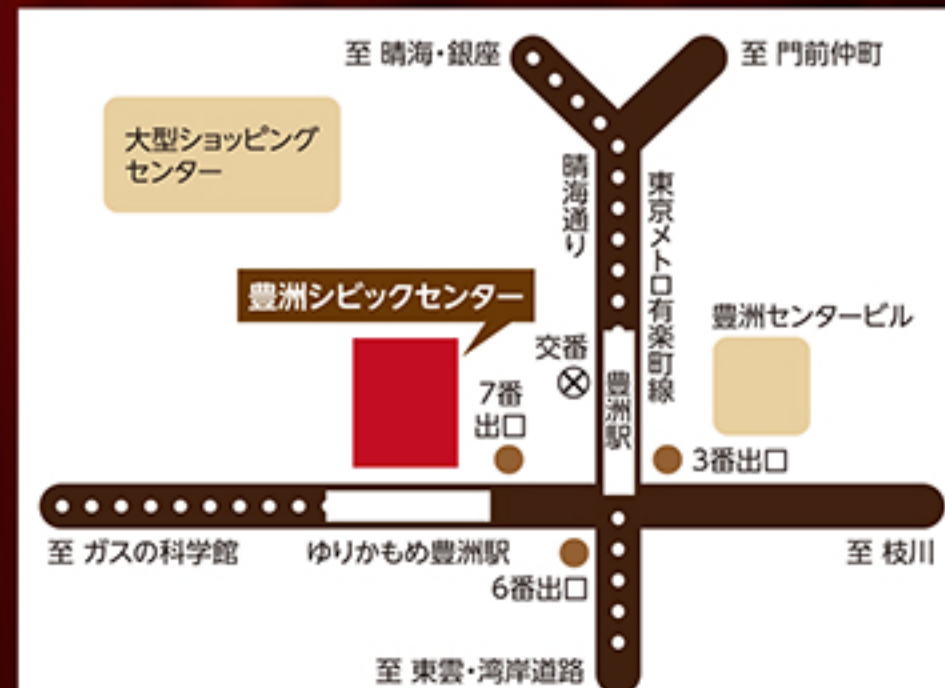 至 晴海・銀座
至 門前仲町
大型ショッピング
センター
晴海通り
東京メトロ有楽町線
豊洲シビックセンター
豊洲センタービル
交番
豊洲駅
7番
出口
3番出口
至 ガスの科学館
ゆりかもめ豊洲駅
至 枝川
6番出口
至 東雲・湾岸道路